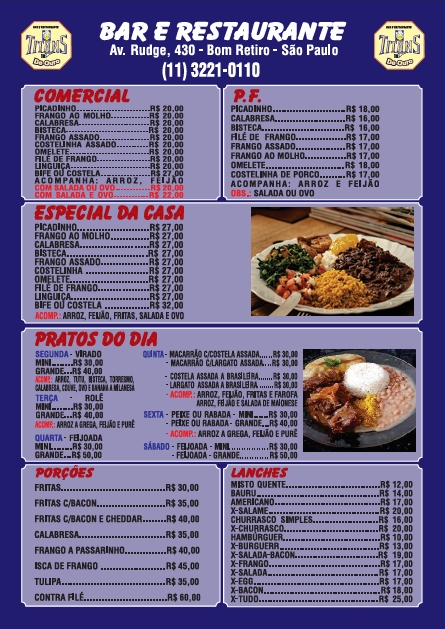 BAR E RESTAURANTE
TITÃNS
De Ouro
BAR E RESTAURANTE
Av. Rudge, 430 - Bom Retiro - São Paulo
(11) 3221-0110
BAR E RESTAURANTE
TITÃNS
De Ouro
COMERCIAL
PICADINHO R$ 20,00
FRANGO AO MOLHO R$ 20,00
CALABRESA R$ 20,00
BISTECA R$ 20,00
FRANGO ASSADO R$ 20,00
COSTELINHA ASSADO R$ 20,00
OMELETE R$ 20,00
FILÉ DE FRANGO R$ 20,00
LINGUIÇA R$ 20,00
BIFE OU COSTELA R$ 27,00
ACOMPANHA: ARROZ, FEIJÃO
COM SALADA OU OVO R$ 20,00
COM SALADA E OVO R$ 22,00
P.F.
PICADINHO R$ 18,00
CALABRESA R$ 16,00
BISTECA R$ 16,00
FILÉ DE FRANGO R$ 17,00
FRANGO ASSADO R$ 17,00
FRANGO AO MOLHO R$ 17,00
OMELETE R$ 18,00
COSTELINHA DE PORCO R$ 17,00
ACOMPANHA: ARROZ E FEIJÃO
OBS.: SALADA OU OVO
ESPECIAL DA CASA
PICADINHO R$ 27,00
FRANGO AO MOLHO R$ 27,00
CALABRESA R$ 27,00
BISTECA R$ 27,00
FRANGO ASSADO R$ 27,00
COSTELINHA R$ 27,00
OMELETE R$ 27,00
FILÉ DE FRANGO R$ 27,00
LINGUIÇA R$ 27,00
BIFE OU COSTELA R$ 32,00
ACOMP.: ARROZ, FEIJÃO, FRITAS, SALADA E OVO
PRATOS DO DIA
SEGUNDA - VIRADO
MINI R$ 30,00
GRANDE R$ 40,00
ACOMP.: ARROZ, TUTU, BISTECA, TORRESMO,
CALABRESA, COUVE, OVO E BANANA A MILANESA
TERÇA - ROLÊ
MINI R$ 30,00
GRANDE R$ 40,00
ACOMP.: ARROZ A GREGA, FEIJÃO E PURÊ
QUARTA - FEIJOADA
MINI R$ 30,00
GRANDE R$ 50,00
QUINTA - MACARRÃO C/COSTELA ASSADA R$ 30,00
- MACARRÃO C/LARGATO ASSADA R$ 30,00
- COSTELA ASSADA A BRASILEIRA R$ 30,00
- LARGATO ASSADA A BRASILEIRA R$ 30,00
- ACOMP.: ARROZ, FEIJÃO, FRITAS E FAROFA
ARROZ, FEIJÃO E SALADA DE MAIONESE
SEXTA - PEIXE OU RABADA - MINI R$ 30,00
- PEIXE OU RABADA - GRANDE R$ 40,00
- ACOMP.: ARROZ A GREGA, FEIJÃO E PURÊ
SÁBADO - FEIJOADA - MINI R$ 30,00
- FEIJOADA - GRANDE R$ 50,00
PORÇÕES
FRITAS R$ 30,00
FRITAS C/BACON R$ 35,00
FRITAS C/BACON E CHEDDAR R$ 40,00
CALABRESA R$ 35,00
FRANGO A PASSARINHO R$ 40,00
ISCA DE FRANGO R$ 45,00
TULIPA R$ 35,00
CONTRA FILÉ R$ 60,00
LANCHES
MISTO QUENTE R$ 12,00
BAURU R$ 14,00
AMERICANO R$ 17,00
X-SALAME R$ 20,00
CHURRASCO SIMPLES R$ 16,00
X-CHURRASCO R$ 20,00
HAMBÚRGUER R$ 10,00
X-BURGUERR R$ 13,00
X-SALADA-BACON R$ 19,00
X-FRANGO R$ 17,00
X-SALADA R$ 17,00
X-EGG R$ 17,00
X-BACON R$ 18,00
X-TUDO R$ 25,00